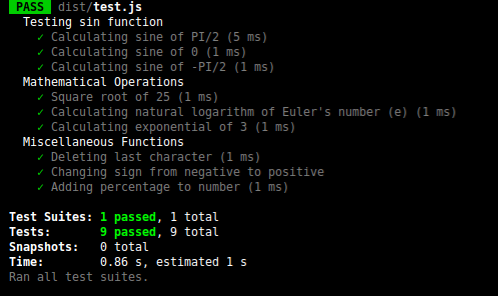 PASS dist/test.js
Testing sin function
✓ Calculating sine of PI/2 (5 ms)
✓ Calculating sine of 0 (1 ms)
✓ Calculating sine of -PI/2 (1 ms)
Mathematical Operations
✓ Square root of 25 (1 ms)
✓ Calculating natural logarithm of Euler's number (e) (1 ms)
✓ Calculating exponential of 3 (1 ms)
Miscellaneous Functions
✓ Deleting last character (1 ms)
✓ Changing sign from negative to positive
✓ Adding percentage to number (1 ms)
Test Suites: 1 passed, 1 total
Tests: 9 passed, 9 total
Snapshots: 0 total
Time: 0.86 s, estimated 1 s
Ran all test suites.